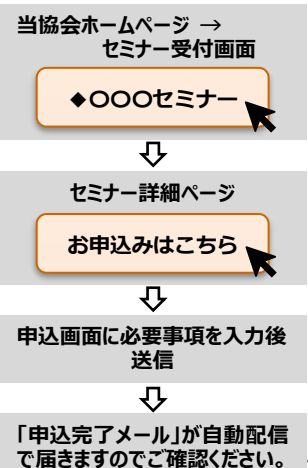 当協会ホームページ →
セミナー受付画面
◆〇〇〇セミナー
セミナー詳細ページ
お申込みはこちら
申込画面に必要事項を入力後
送信
「申込完了メール」が自動配信
で届きますのでご確認ください。